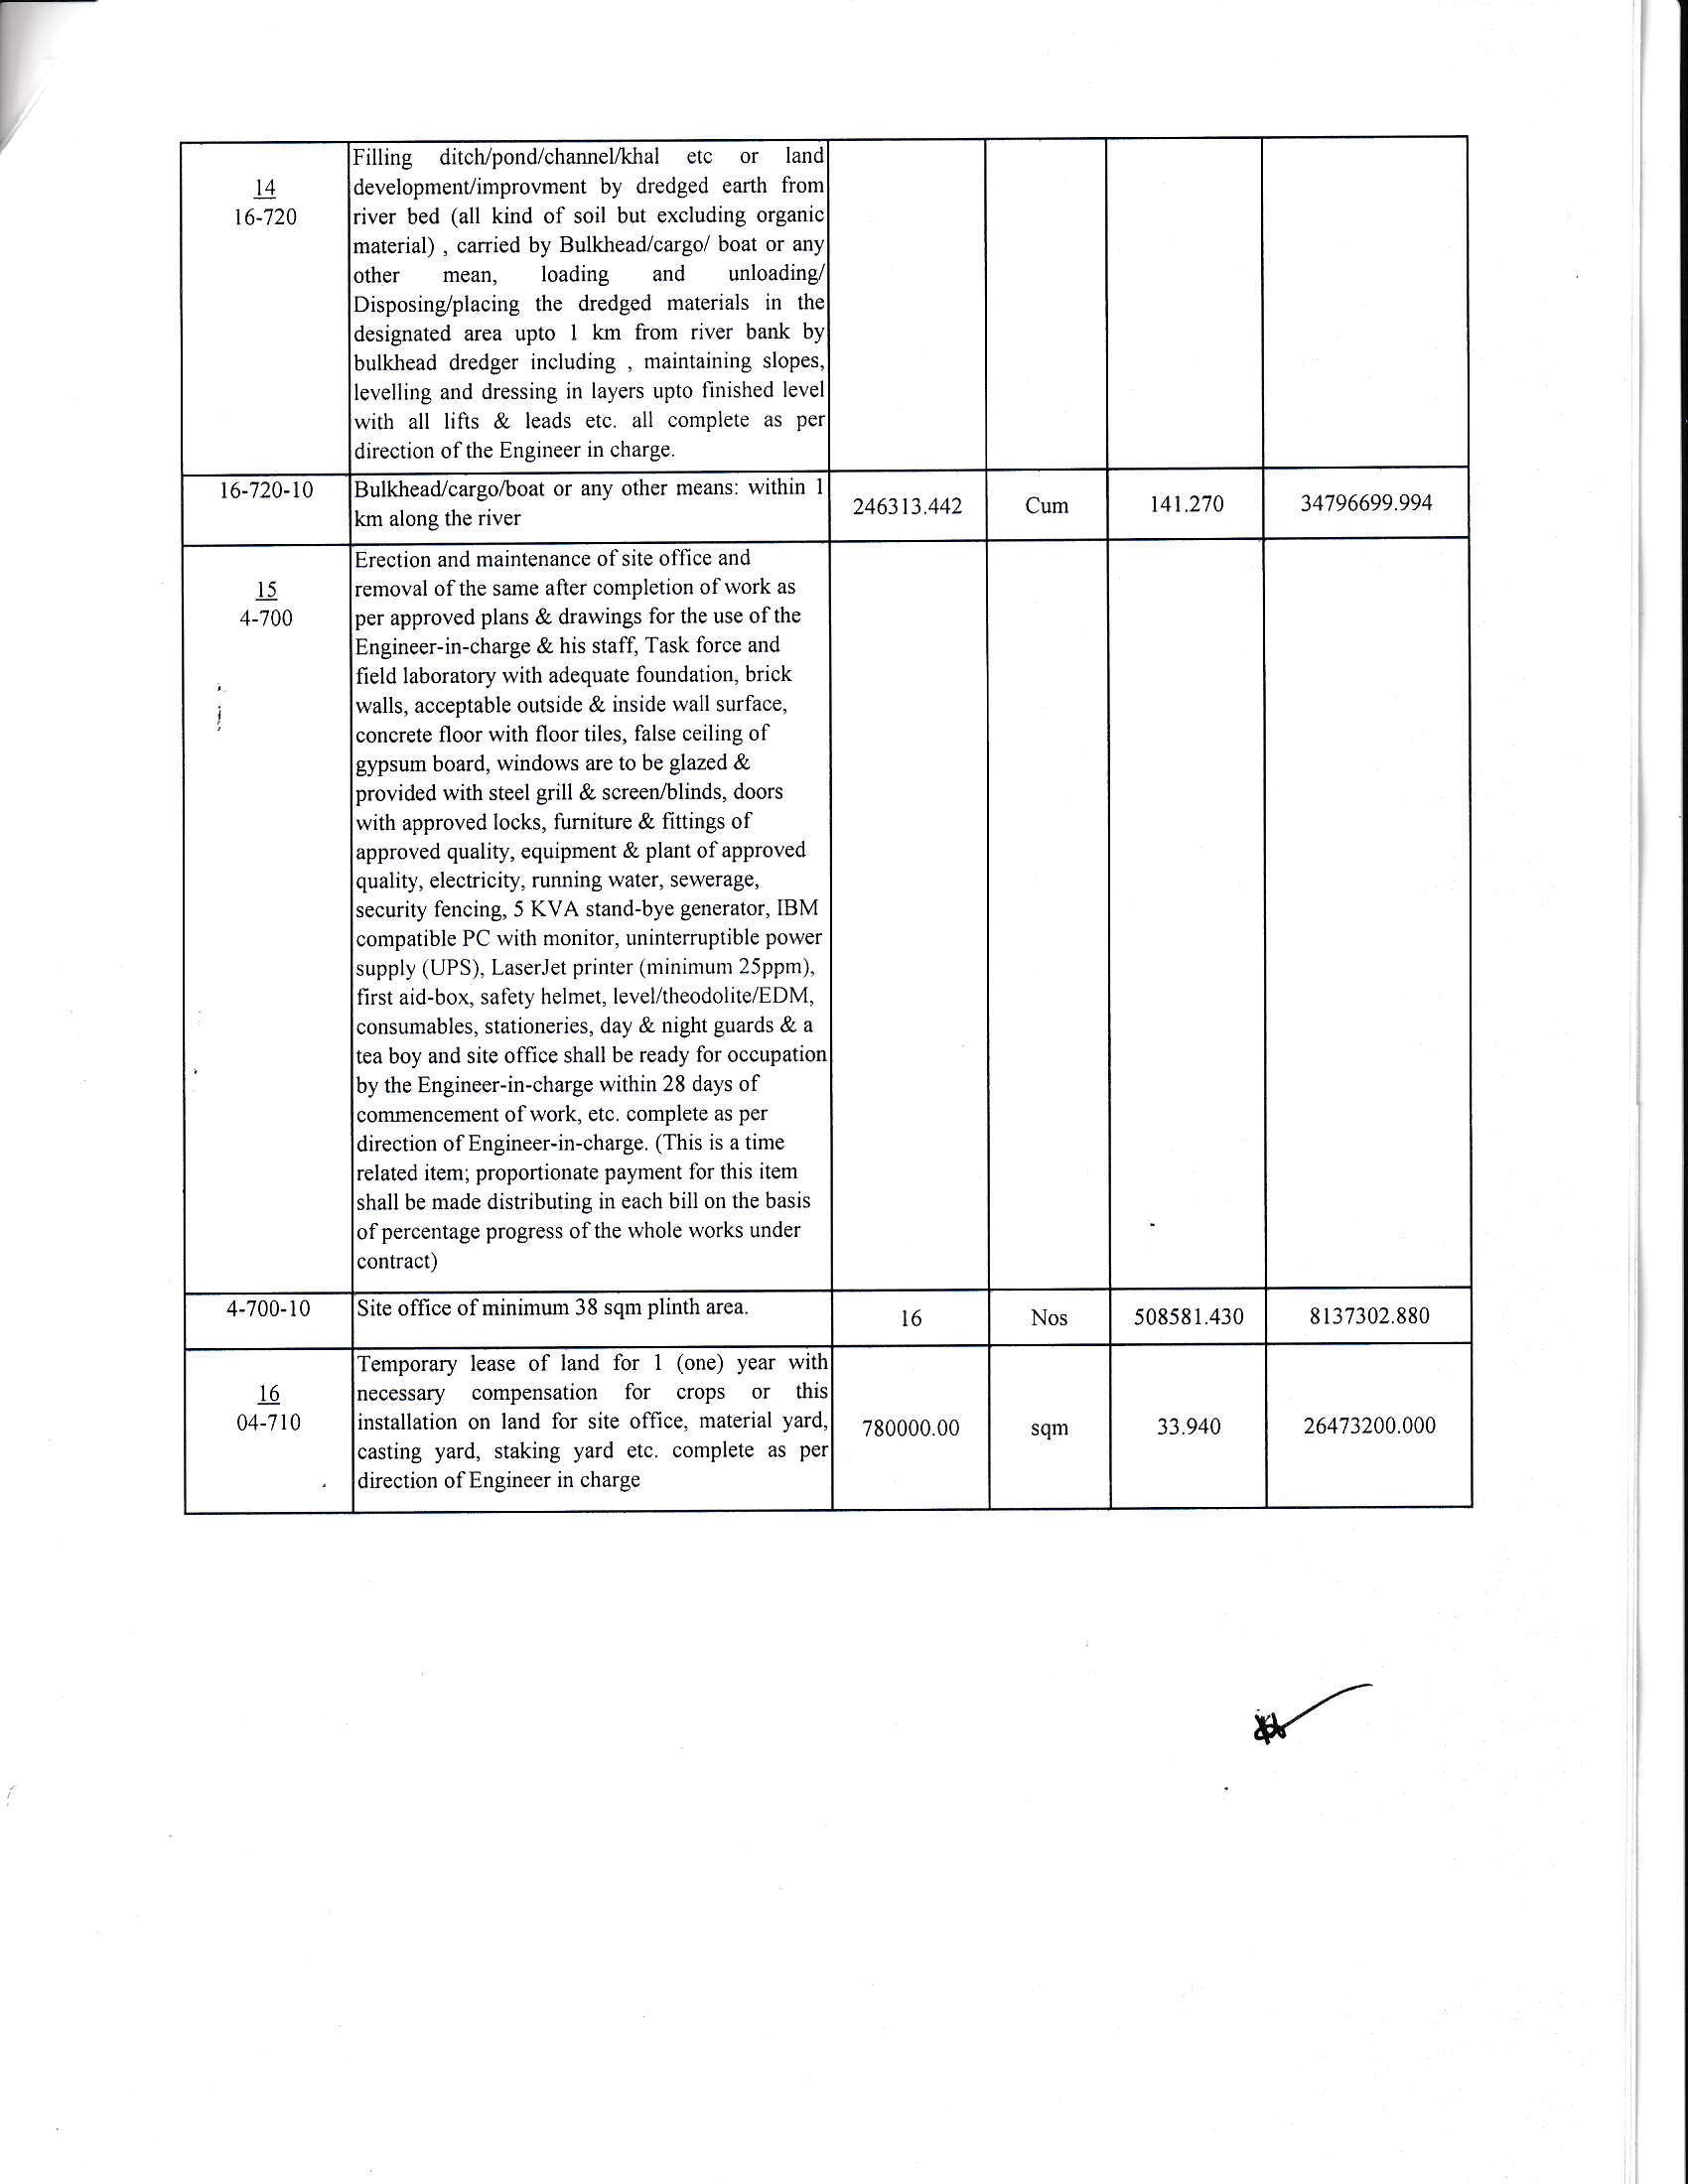 14
16-720
Filling ditch/pond/channel/khal etc or land
development/improvment by dredged earth from
river bed (all kind of soil but excluding organic
material) , carried by Bulkhead/cargo/ boat or any
other mean, loading and unloading/
Disposing/placing the dredged materials in the
designated area upto 1 km from river bank by
bulkhead dredger including , maintaining slopes,
levelling and dressing in layers upto finished level
with all lifts & leads etc. all complete as per
direction of the Engineer in charge.
16-720-10
Bulkhead/cargo/boat or any other means: within 1
km along the river
246313.442 Cum 141.270 34796699.994
15
4-700
Erection and maintenance of site office and
removal of the same after completion of work as
per approved plans & drawings for the use of the
Engineer-in-charge & his staff, Task force and
field laboratory with adequate foundation, brick
walls, acceptable outside & inside wall surface,
concrete floor with floor tiles, false ceiling of
gypsum board, windows are to be glazed &
provided with steel grill & screen/blinds, doors
with approved locks, furniture & fittings of
approved quality, equipment & plant of approved
quality, electricity, running water, sewerage,
security fencing, 5 KVA stand-bye generator, IBM
compatible PC with monitor, uninterruptible power
supply (UPS), LaserJet printer (minimum 25ppm),
first aid-box, safety helmet, level/theodolite/EDM,
consumables, stationeries, day & night guards & a
tea boy and site office shall be ready for occupation
by the Engineer-in-charge within 28 days of
commencement of work, etc. complete as per
direction of Engineer-in-charge. (This is a time
related item; proportionate payment for this item
shall be made distributing in each bill on the basis
of percentage progress of the whole works under
contract)
4-700-10 Site office of minimum 38 sqm plinth area. 16 Nos 508581.430 8137302.880
16
04-710
Temporary lease of land for 1 (one) year with
necessary compensation for crops or this
installation on land for site office, material yard,
casting yard, staking yard etc. complete as per
direction of Engineer in charge
780000.00 sqm 33.940 26473200.000